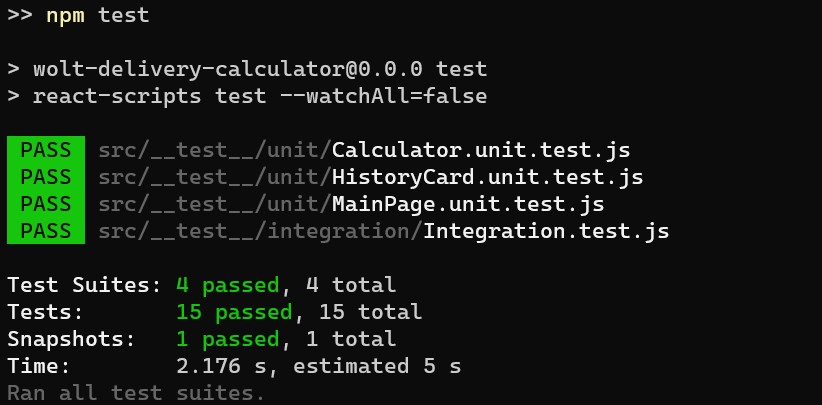 >> npm test
> wolt-delivery-calculator@0.0.0 test
> react-scripts test --watchAll=false
PASS src/__test__/unit/Calculator.unit.test.js
PASS src/__test__/unit/HistoryCard.unit.test.js
PASS src/__test__/unit/MainPage.unit.test.js
PASS src/__test__/integration/Integration.test.js
Test Suites: 4 passed, 4 total
Tests: 15 passed, 15 total
Snapshots: 1 passed, 1 total
Time: 2.176 s, estimated 5 s
Ran all test suites.